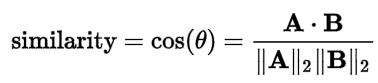 similarity = cos(θ) = A · B / ‖A‖₂‖B‖₂